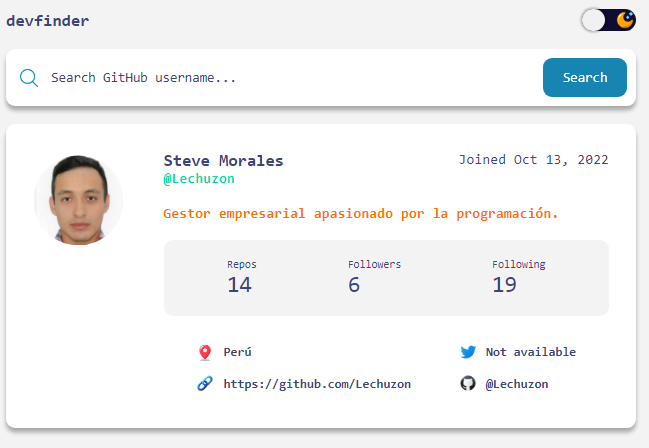 devfinder
Search GitHub username...
Search
Steve Morales
Joined Oct 13, 2022
@Lechuzon
Gestor empresarial apasionado por la programación.
Repos
Followers
Following
14
6
19
Perú
Not available
https://github.com/Lechuzon
@Lechuzon